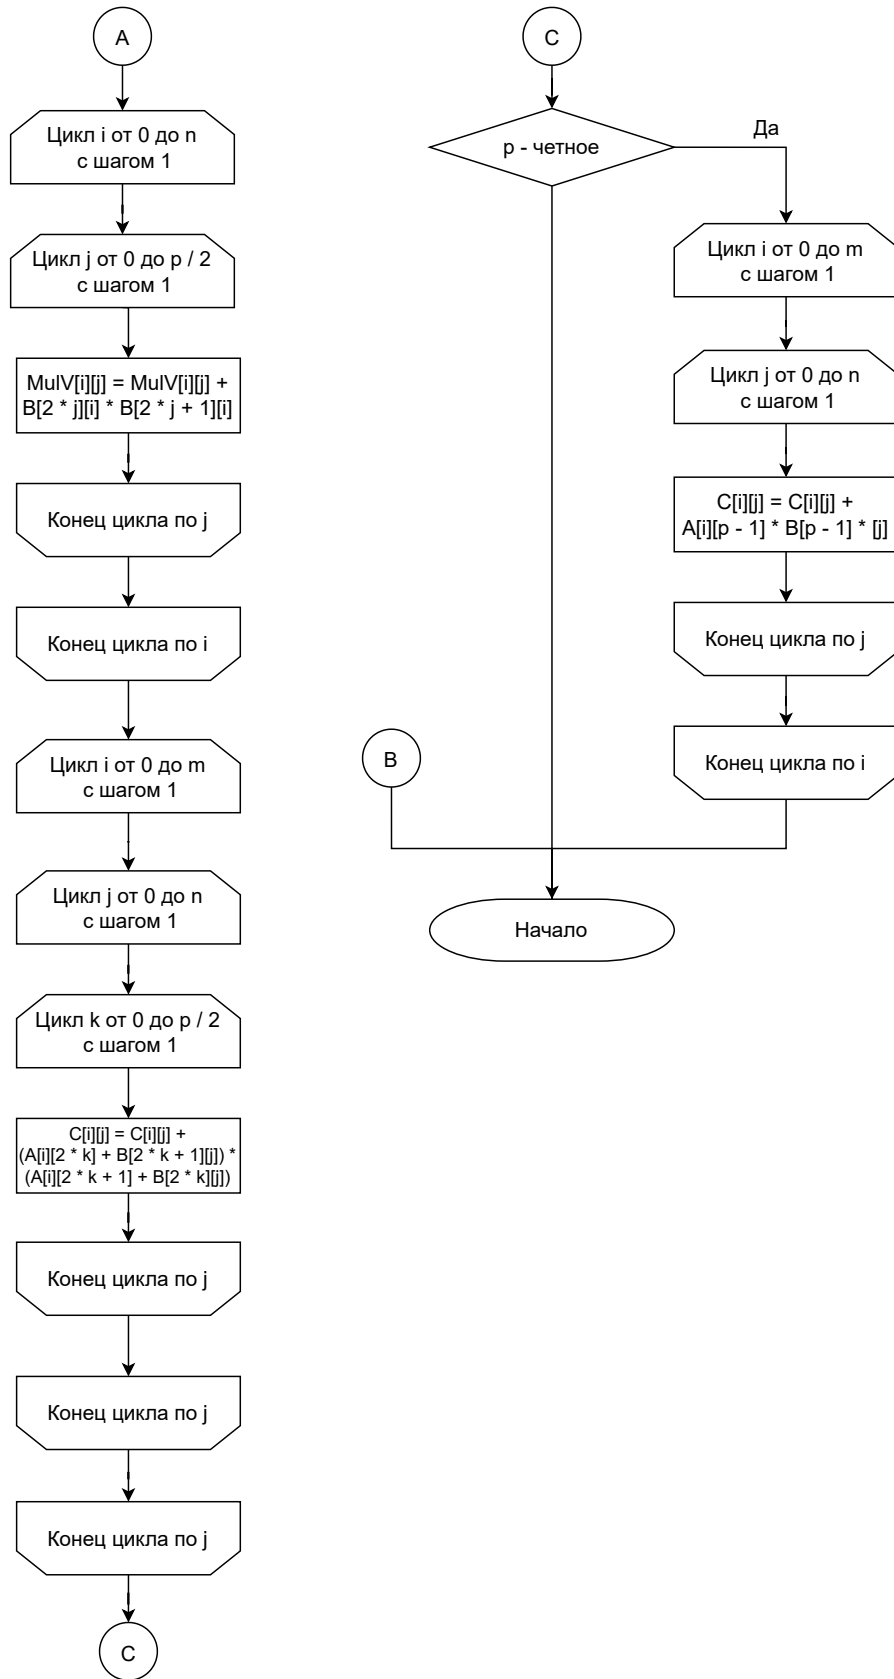 A
Цикл i от 0 до n
с шагом 1
Цикл j от 0 до p / 2
с шагом 1
MulV[i][j] = MulV[i][j] +
B[2 * j][i] * B[2 * j + 1][i]
Конец цикла по j
Конец цикла по i
Цикл i от 0 до m
с шагом 1
Цикл j от 0 до n
с шагом 1
Цикл k от 0 до p / 2
с шагом 1
C[i][j] = C[i][j] +
(A[i][2 * k] + B[2 * k + 1][j]) *
(A[i][2 * k + 1] + B[2 * k][j])
Конец цикла по j
Конец цикла по j
Конец цикла по j
C
C
p - четное
Да
Цикл i от 0 до m
с шагом 1
Цикл j от 0 до n
с шагом 1
C[i][j] = C[i][j] +
A[i][p - 1] * B[p - 1] * [j]
Конец цикла по j
Конец цикла по i
B
Начало